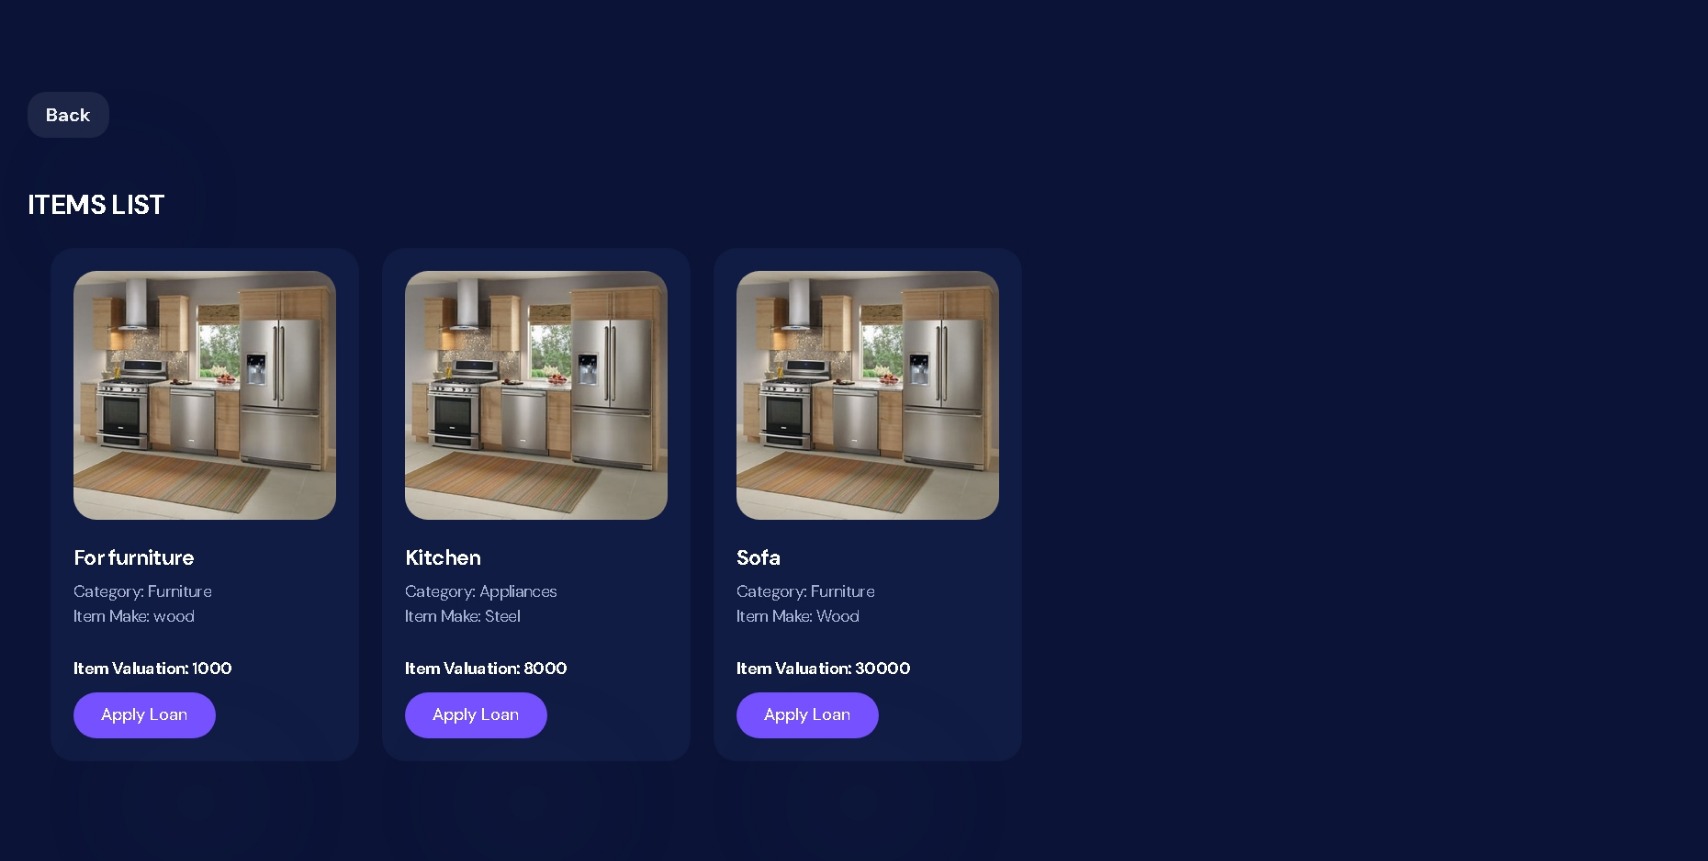 Back
ITEMS LIST
For furniture
Category: Furniture
Item Make: wood
Item Valuation: 1000
Apply Loan
Kitchen
Category: Appliances
Item Make: Steel
Item Valuation: 8000
Apply Loan
Sofa
Category: Furniture
Item Make: Wood
Item Valuation: 30000
Apply Loan